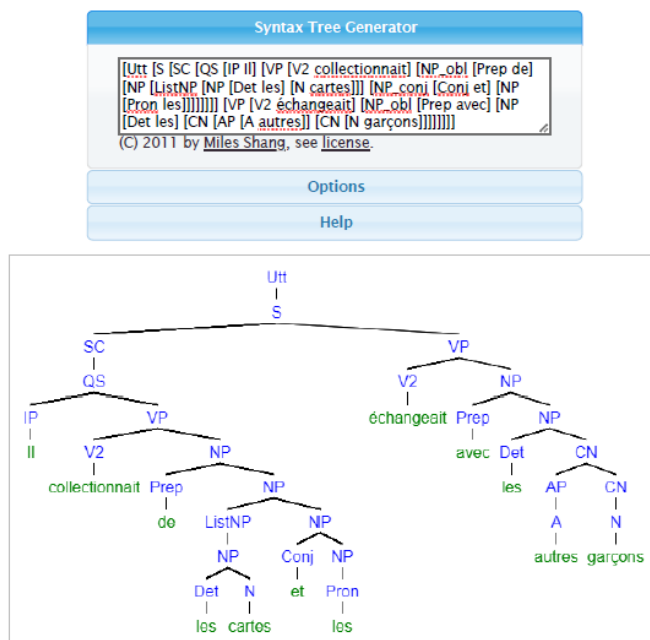 Syntax Tree Generator
[Utt [S [SC [QS [IP Il] [VP [V2 collectionnait] [NP_obl [Prep de]
[NP [ListNP [NP [Det les] [N cartes]]] [NP_conj [Conj et] [NP
[Pron les]]]]]]]] [VP [V2 échangeait] [NP_obl [Prep avec] [NP
[Det les] [CN [AP [A autres]] [CN [N garçons]]]]]]]]
(C) 2011 by Miles Shang, see license.
Options
Help
Utt
S
SC VP
QS V2 NP
IP VP échangeait Prep NP
Il V2 NP avec Det CN
collectionnait Prep NP les AP CN
de ListNP NP A N
NP Conj NP autres garçons
Det N et Pron
les cartes les